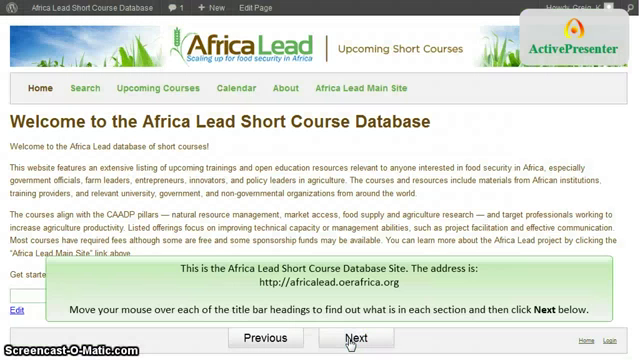 Africa Lead Short Course Database 1 + New Edit Page Howdy, Greig, K
ActivePresenter
AfricaLead
Scaling up for food security in Africa
Upcoming Short Courses
Home Search Upcoming Courses Calendar About Africa Lead Main Site
Welcome to the Africa Lead Short Course Database
Welcome to the Africa Lead database of short courses!
This website features an extensive listing of upcoming trainings and open education resources relevant to anyone interested in food security in Africa, especially
government officials, farm leaders, entrepreneurs, innovators, and policy leaders in agriculture. The courses and resources include materials from African institutions,
training providers, and relevant university, government, and non-governmental organizations from around the world.
The courses align with the CAADP pillars — natural resource management, market access, food supply and agriculture research — and target professionals working to
increase agriculture productivity. Listed offerings focus on improving technical capacity or management abilities, such as project facilitation and effective communication.
Most courses have required fees although some are free and some sponsorship funds may be available. You can learn more about the Africa Lead project by clicking the
“Africa Lead Main Site” link above.
Get starte
This is the Africa Lead Short Course Database Site. The address is:
http://africalead.oerafrica.org
Move your mouse over each of the title bar headings to find out what is in each section and then click Next below.
Edit
Previous Next
Home Login
Screencast-O-Matic.com